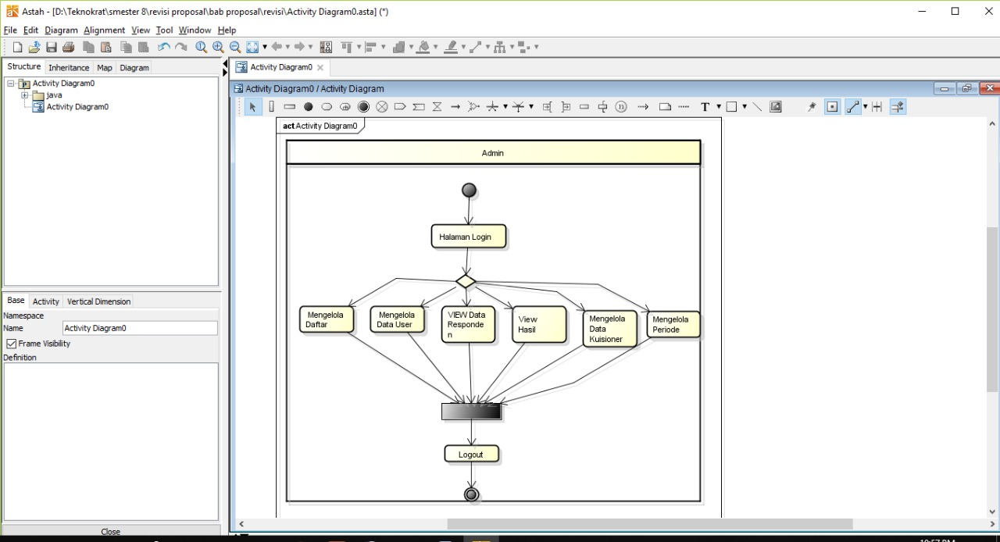 Astah - [D:\Teknokrat\smester 8\revisi proposal\bab proposal\revisi\Activity Diagram0.asta] (*)
File Edit Diagram Alignment View Tool Window Help
Structure Inheritance Map Diagram
Activity Diagram0
java
Activity Diagram0
Base Activity Vertical Dimension
Namespace
Name Activity Diagram0
Frame Visibility
Definition
Close
Activity Diagram0
Activity Diagram0 / Activity Diagram
T
act Activity Diagram0
Admin
Halaman Login
Mengelola
Daftar
Mengelola
Data User
VIEW Data
Responde
n
View
Hasil
Mengelola
Data
Kuisioner
Mengelola
Periode
Logout